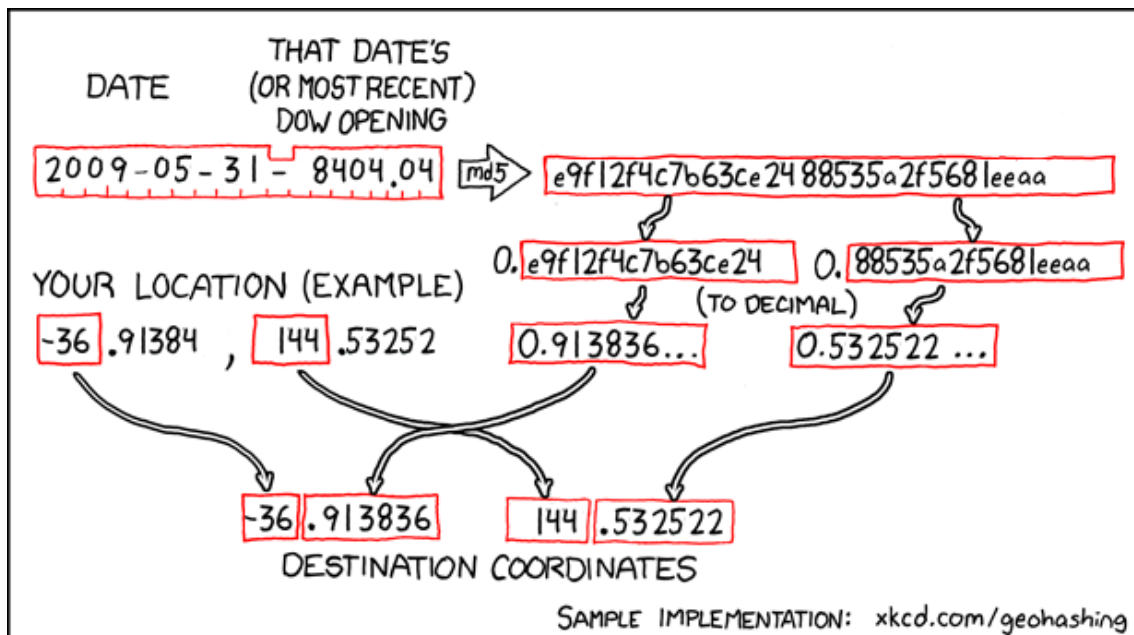 DATE
THAT DATE'S
(OR MOST RECENT)
DOW OPENING
2009-05-31-8404.04
md5
e9f12f4c7b63ce2488535a2f5681eeaa
0.e9f12f4c7b63ce24
0.88535a2f5681eeaa
(TO DECIMAL)
0.913836...
0.532522 ...
YOUR LOCATION (EXAMPLE)
-36.91384, 144.53252
-36.913836 144.532522
DESTINATION COORDINATES
SAMPLE IMPLEMENTATION: xkcd.com/geohashing